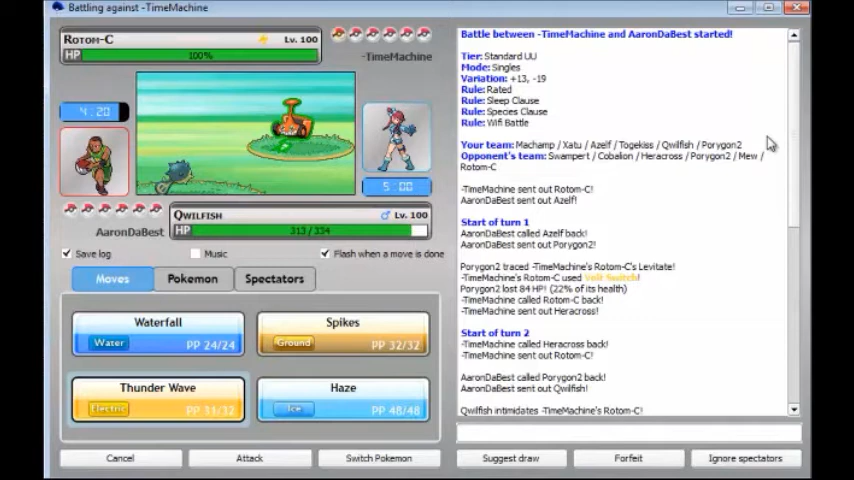 Battling against -TimeMachine
ROTOM-C Lv. 100
HP 100%
-TimeMachine
4:20
5:00
QWILFISH Lv. 100
HP 313/334
AaronDaBest
Save log Music Flash when a move is done
Moves Pokemon Spectators
Waterfall
Water PP 24/24
Spikes
Ground PP 32/32
Thunder Wave
Electric PP 31/32
Haze
Ice PP 48/48
Cancel Attack Switch Pokemon
Battle between -TimeMachine and AaronDaBest started!
Tier: Standard UU
Mode: Singles
Variation: +13, -19
Rule: Rated
Rule: Sleep Clause
Rule: Species Clause
Rule: Wifi Battle
Your team: Machamp / Xatu / Azelf / Togekiss / Qwilfish / Porygon2
Opponent's team: Swampert / Cobalion / Heracross / Porygon2 / Mew /
Rotom-C
-TimeMachine sent out Rotom-C!
AaronDaBest sent out Azelf!
Start of turn 1
AaronDaBest called Azelf back!
AaronDaBest sent out Porygon2!
Porygon2 traced -TimeMachine's Rotom-C's Levitate!
-TimeMachine's Rotom-C used Volt Switch!
Porygon2 lost 84 HP! (22% of its health)
-TimeMachine called Rotom-C back!
-TimeMachine sent out Heracross!
Start of turn 2
-TimeMachine called Heracross back!
-TimeMachine sent out Rotom-C!
AaronDaBest called Porygon2 back!
AaronDaBest sent out Qwilfish!
Qwilfish intimidates -TimeMachine's Rotom-C!
Suggest draw Forfeit Ignore spectators